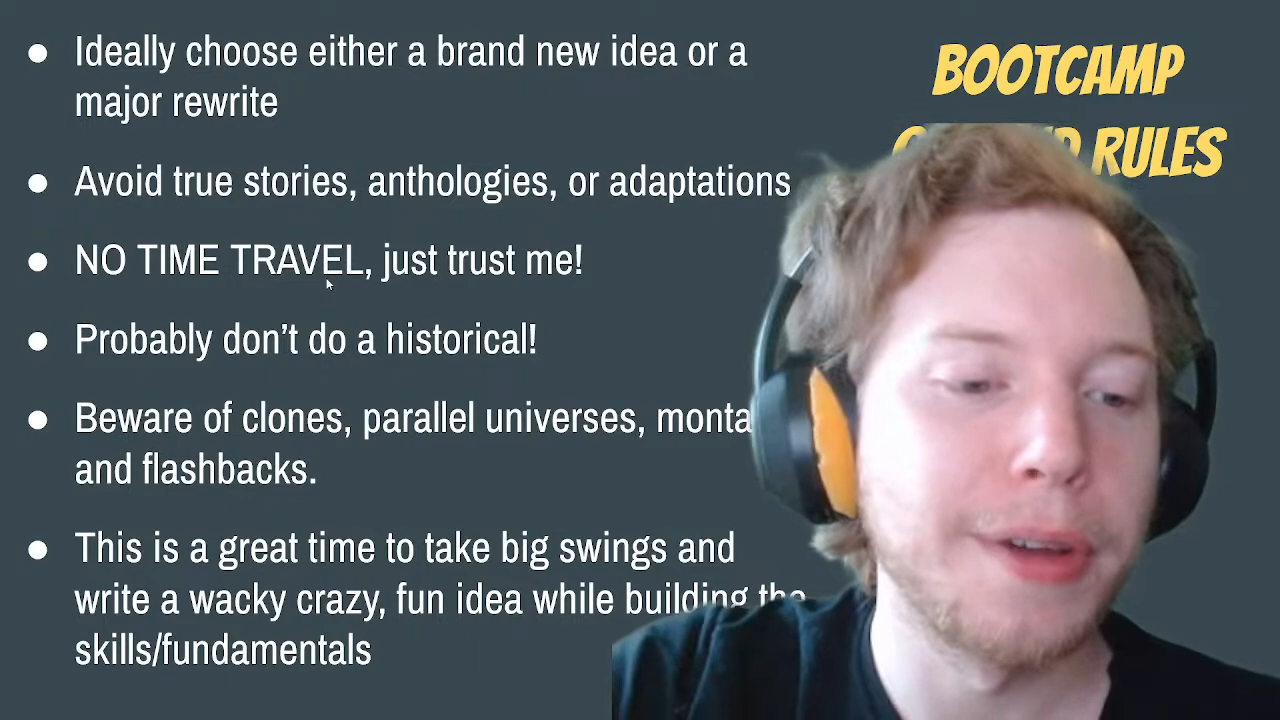 Ideally choose either a brand new idea or a
major rewrite
Avoid true stories, anthologies, or adaptations
NO TIME TRAVEL, just trust me!
Probably don't do a historical!
Beware of clones, parallel universes,
and flashbacks.
This is a great time to take big swings and
write a wacky crazy, fun idea while building the
skills/fundamentals
BOOTCAMP
RULES